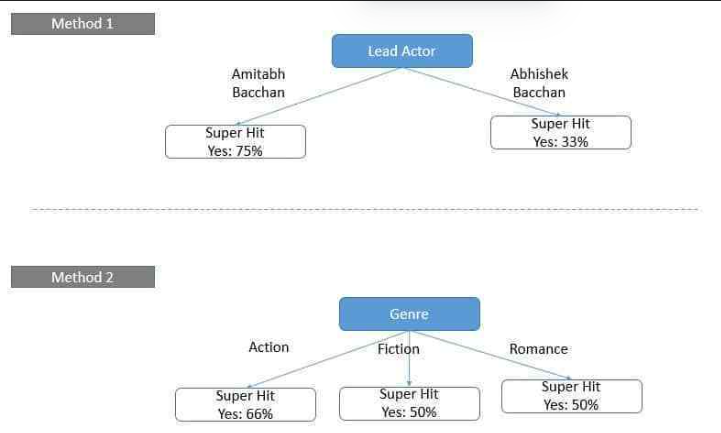 Method 1
Lead Actor
Amitabh
Bacchan
Abhishek
Bacchan
Super Hit
Yes: 75%
Super Hit
Yes: 33%
Method 2
Genre
Action
Fiction
Romance
Super Hit
Yes: 66%
Super Hit
Yes: 50%
Super Hit
Yes: 50%